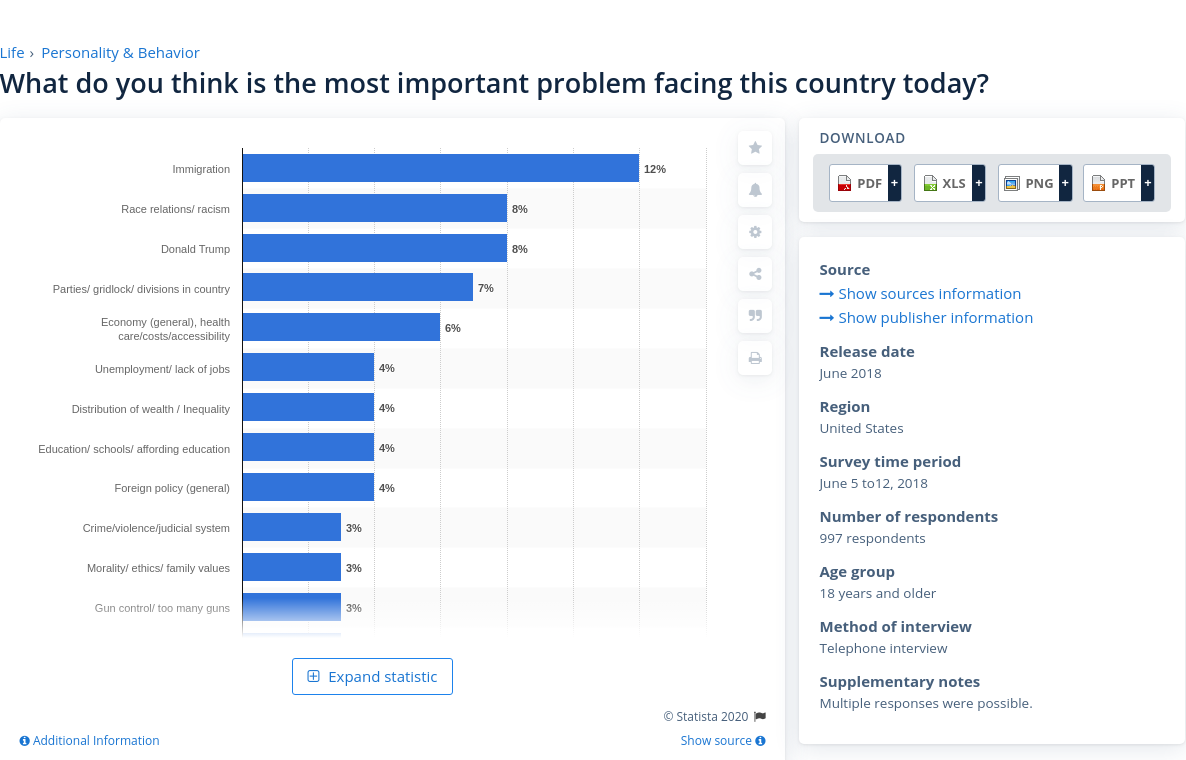 Life › Personality & Behavior
What do you think is the most important problem facing this country today?
Immigration 12%
Race relations/ racism 8%
Donald Trump 8%
Parties/ gridlock/ divisions in country 7%
Economy (general), health
care/costs/accessibility 6%
Unemployment/ lack of jobs 4%
Distribution of wealth / Inequality 4%
Education/ schools/ affording education 4%
Foreign policy (general) 4%
Crime/violence/judicial system 3%
Morality/ ethics/ family values 3%
Gun control/ too many guns 3%
Expand statistic
© Statista 2020
Additional Information
Show source
DOWNLOAD
PDF + XLS + PNG + PPT +
Source
Show sources information
Show publisher information
Release date
June 2018
Region
United States
Survey time period
June 5 to12, 2018
Number of respondents
997 respondents
Age group
18 years and older
Method of interview
Telephone interview
Supplementary notes
Multiple responses were possible.